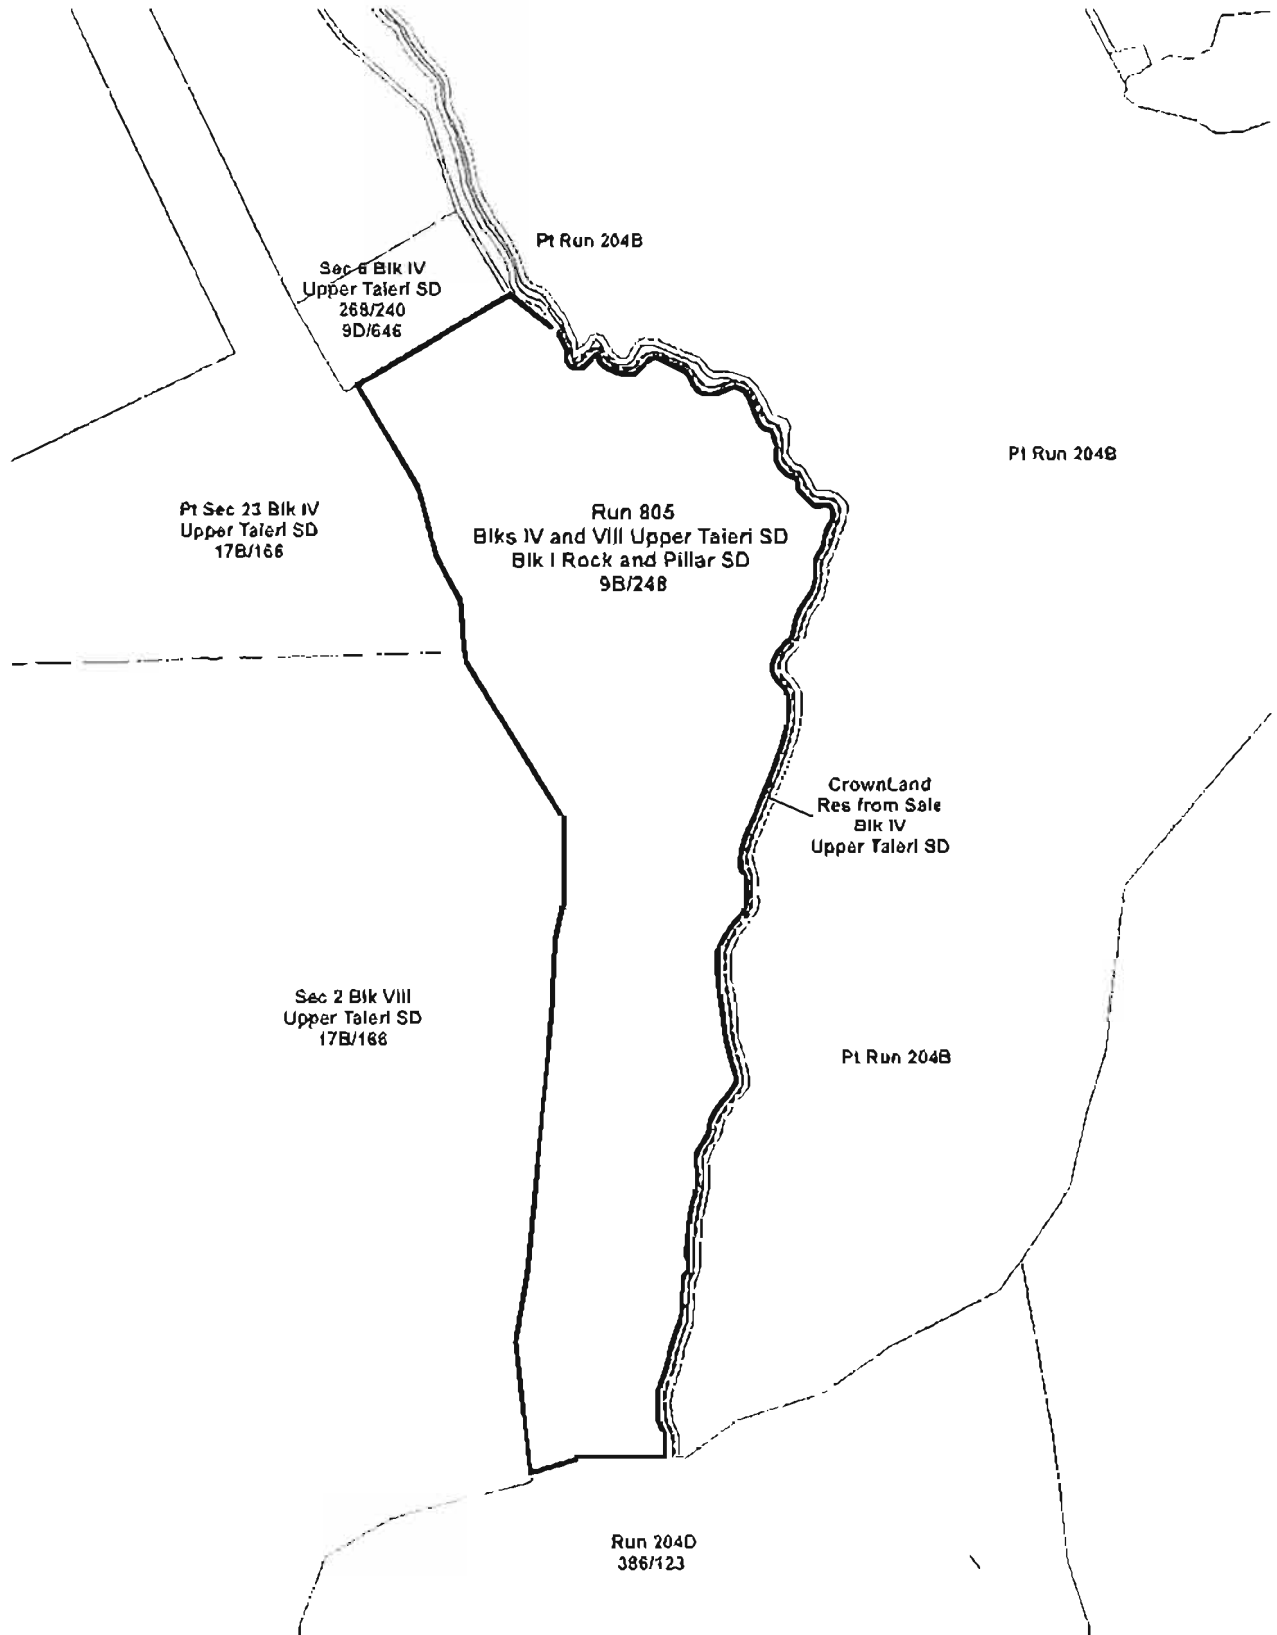 Pt Run 204B
Sec 6 Blk IV
Upper Taieri SD
268/240
9D/646
Pt Run 204B
Pt Sec 23 Blk IV
Upper Taieri SD
17B/166
Run 805
Blks IV and VIII Upper Taieri SD
Blk I Rock and Pillar SD
9B/248
CrownLand
Res from Sale
Blk IV
Upper Taieri SD
Sec 2 Blk VIII
Upper Taieri SD
17B/166
Pt Run 204B
Run 204D
386/123